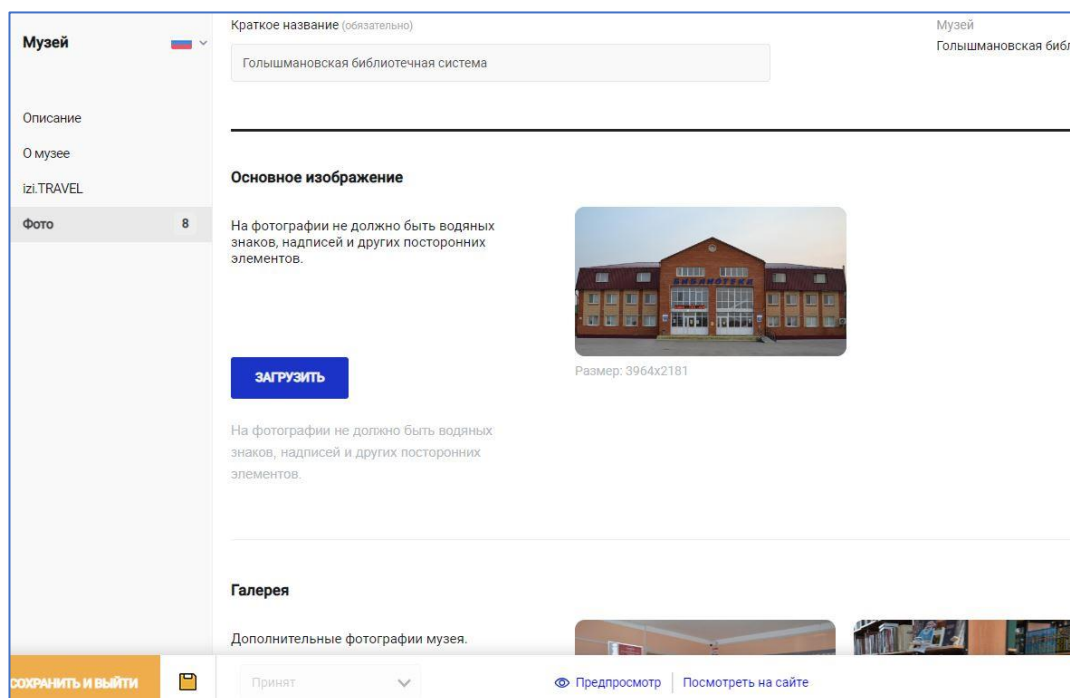 Музей
Описание
О музее
izi.TRAVEL
Фото 8
Краткое название (обязательно)
Голышмановская библиотечная система
Музей
Голышмановская библ
Основное изображение
На фотографии не должно быть водяных
знаков, надписей и других посторонних
элементов.
БИБЛИОТЕКА
Размер: 3964x2181
ЗАГРУЗИТЬ
На фотографии не должно быть водяных
знаков, надписей и других посторонних
элементов.
Галерея
Дополнительные фотографии музея.
СОХРАНИТЬ И ВЫЙТИ
Принят
Предпросмотр
Посмотреть на сайте